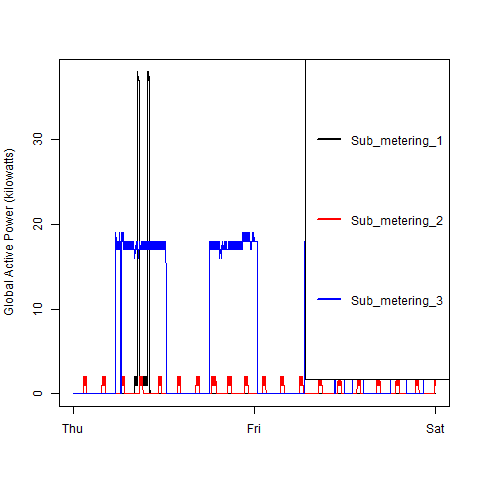 Global Active Power (kilowatts)
30
20
10
0
Thu
Fri
Sat
Sub_metering_1
Sub_metering_2
Sub_metering_3